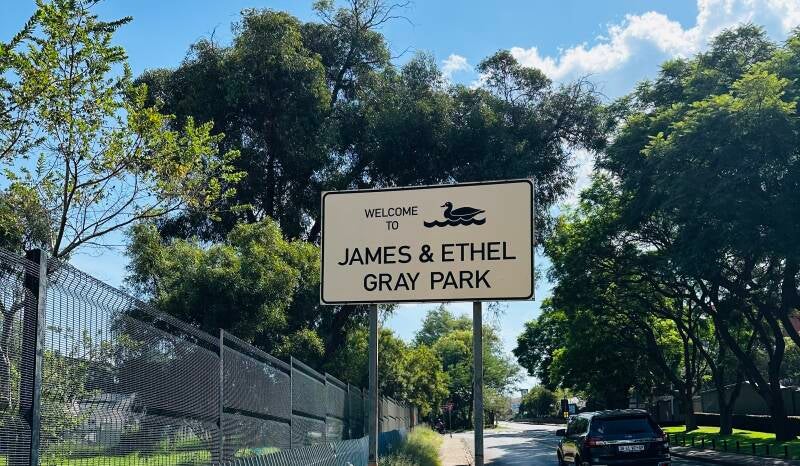 WELCOME
TO
JAMES & ETHEL
GRAY PARK